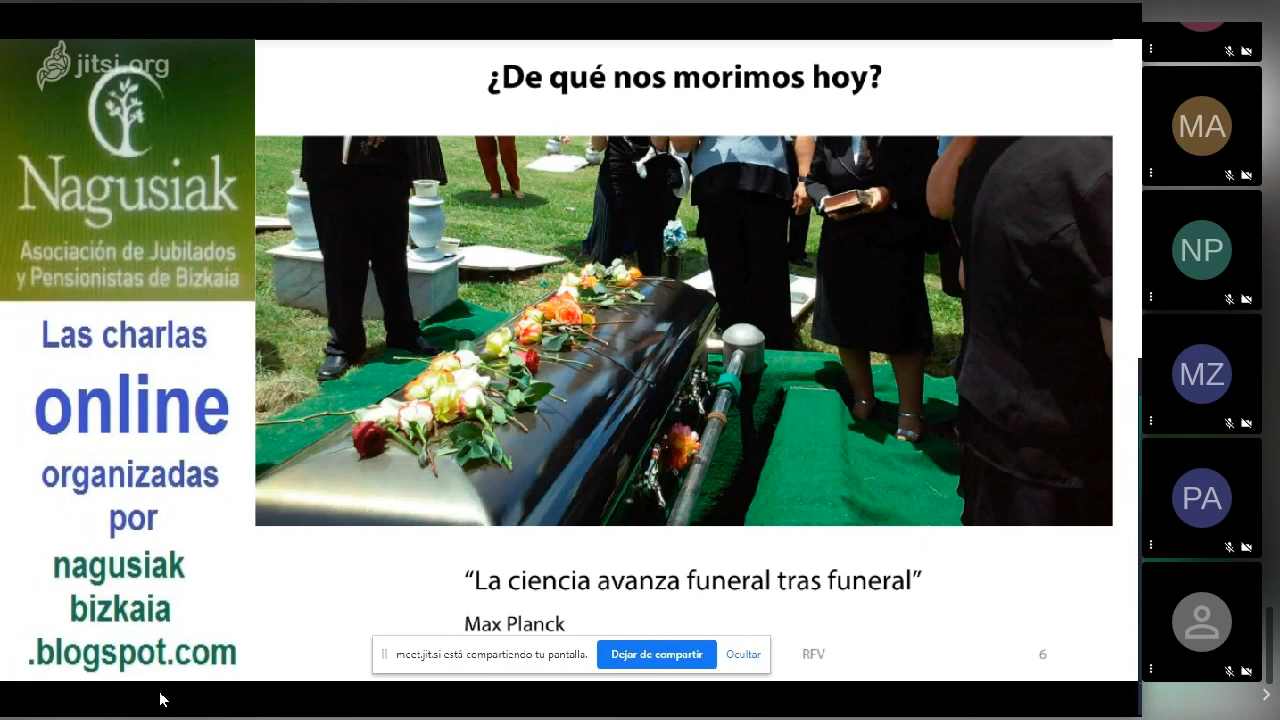 jitsi.org
Nagusiak
Asociación de Jubilados
y Pensionistas de Bizkaia
Las charlas
online
organizadas
por
nagusiak
bizkaia
.blogspot.com
¿De qué nos morimos hoy?
“La ciencia avanza funeral tras funeral”
Max Planck
meet.jit.si está compartiendo tu pantalla.
Dejar de compartir
Ocultar
RFV
6
MA
NP
MZ
PA